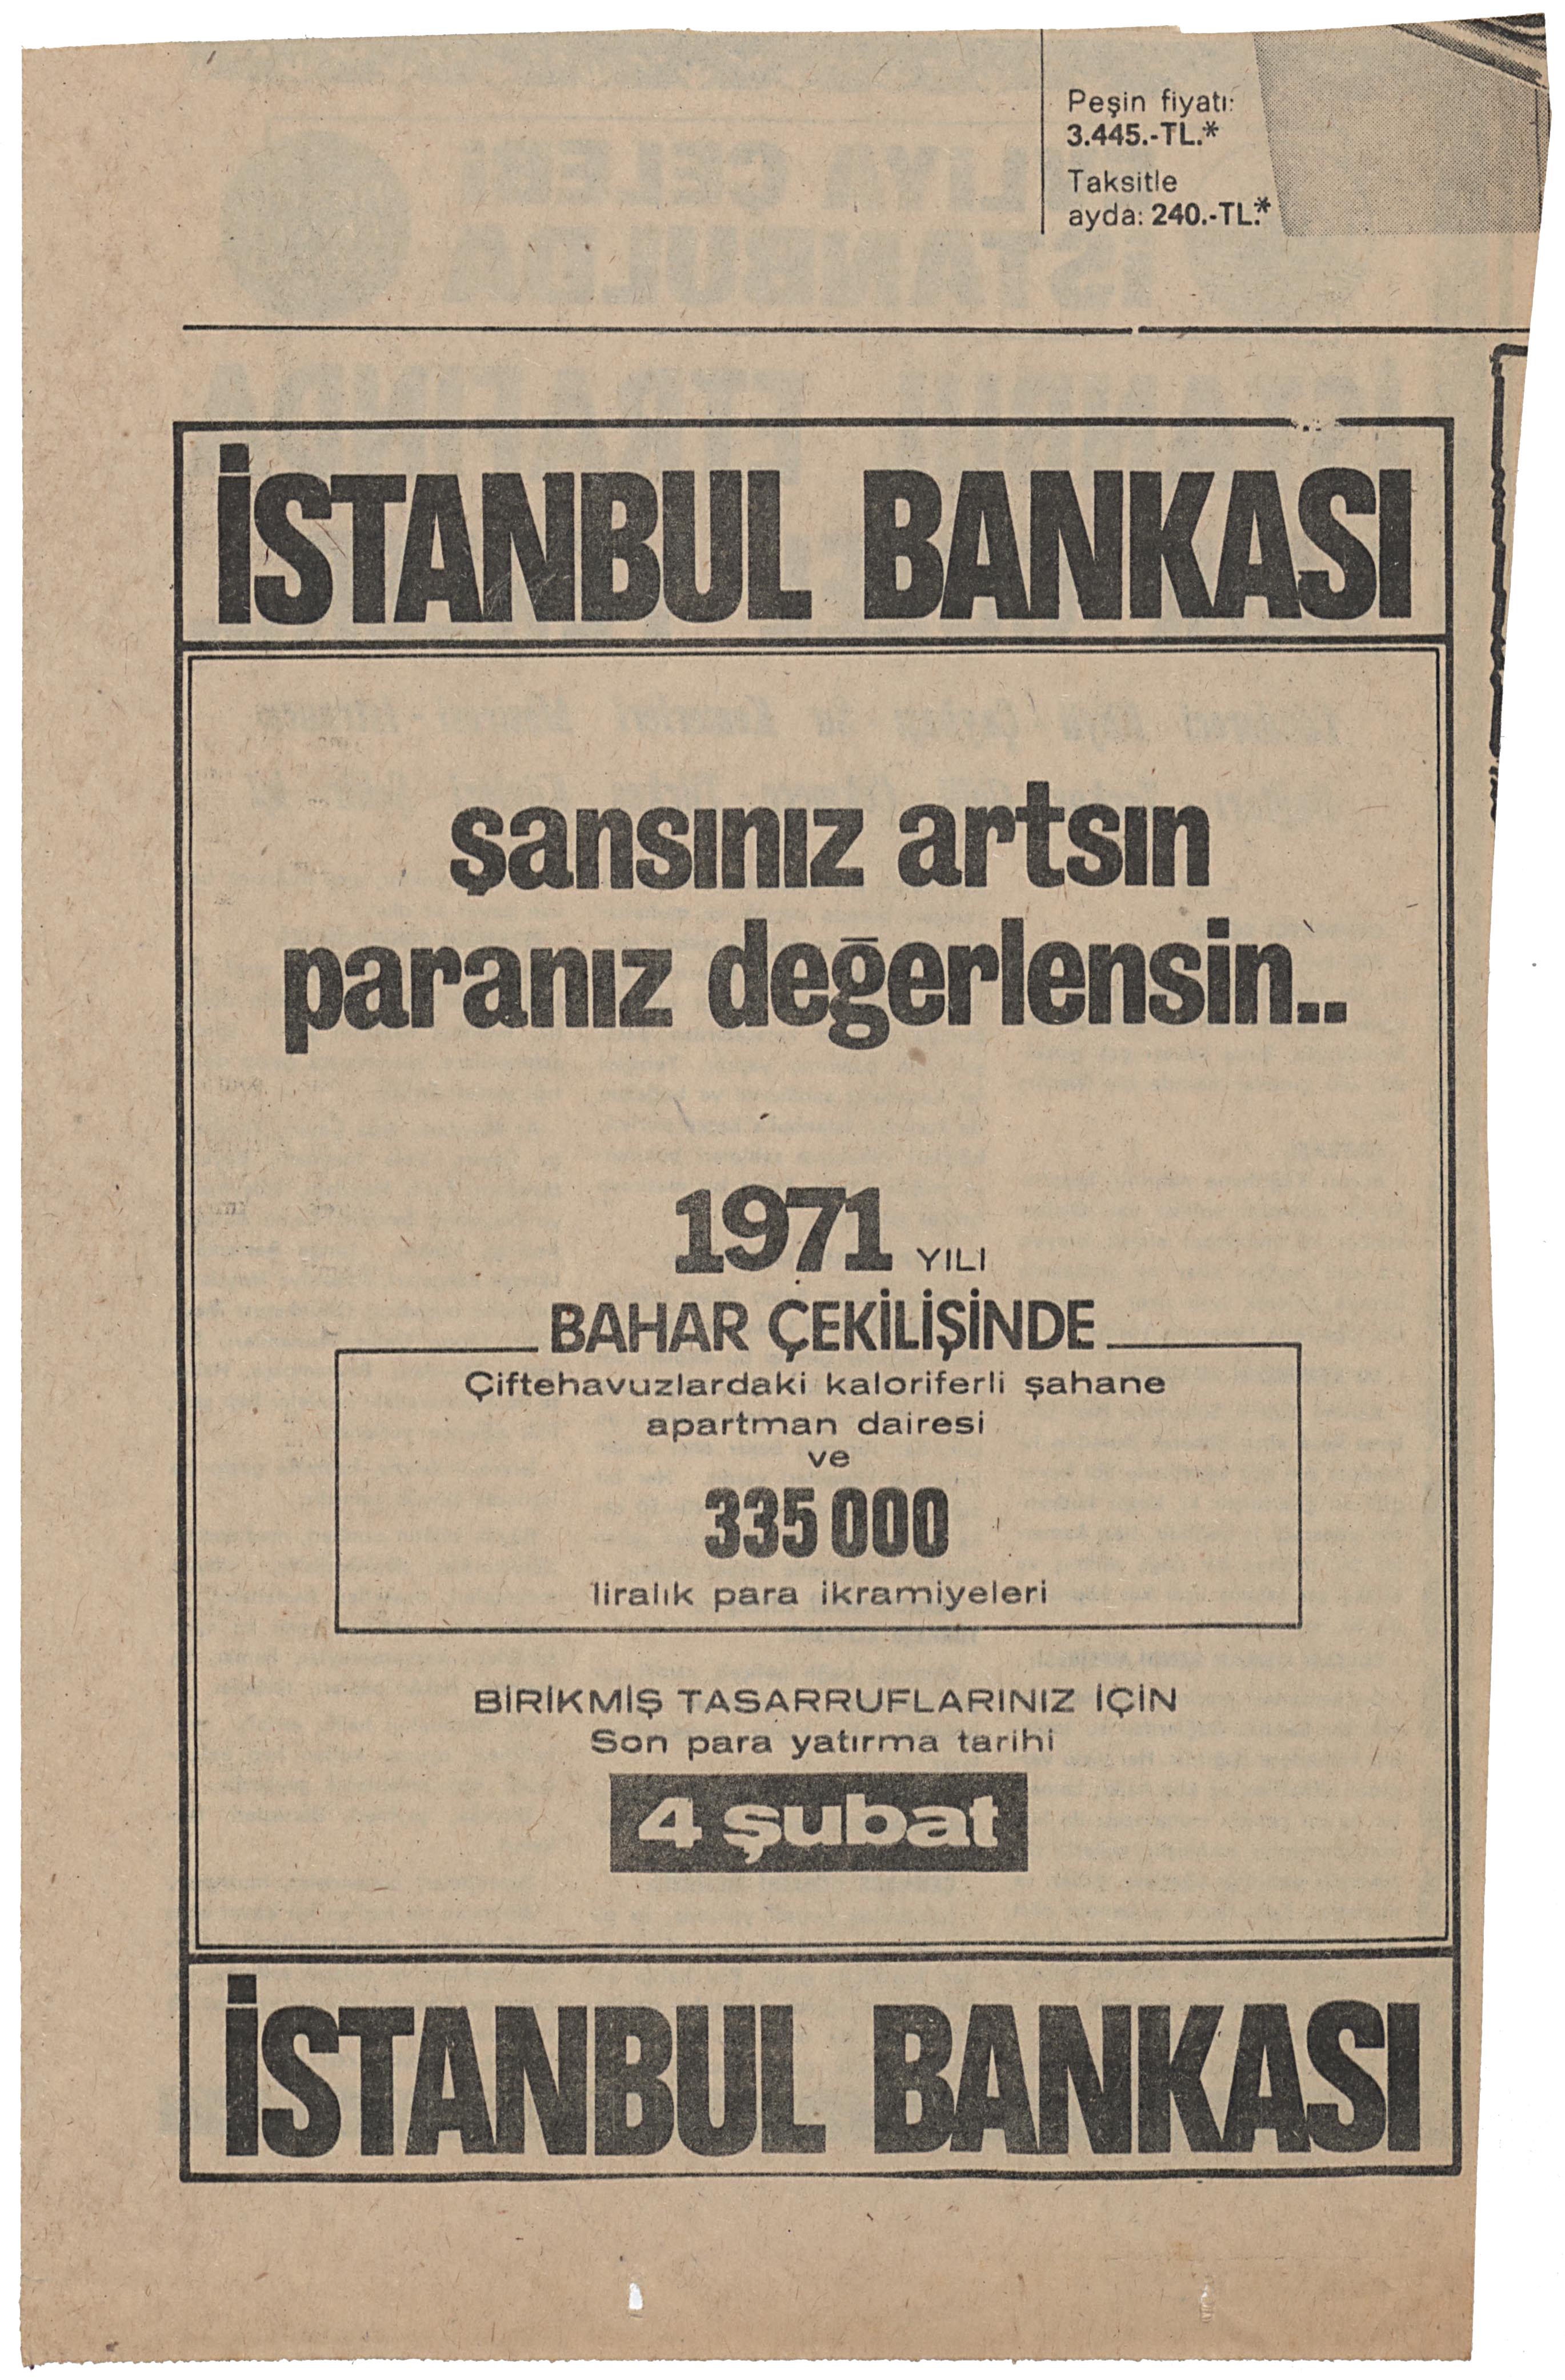 Peşin fiyatı:
3.445.-TL.*
Taksitle
ayda: 240.-TL.*
İSTANBUL BANKASI
şansınız artsın
paranız değerlensin..
1971 YILI
BAHAR ÇEKİLİŞİNDE
Çiftehavuzlardaki kaloriferli şahane
apartman dairesi
ve
335 000
liralık para ikramiyeleri
BİRİKMİŞ TASARRUFLARINIZ İÇİN
Son para yatırma tarihi
4 şubat
İSTANBUL BANKASI